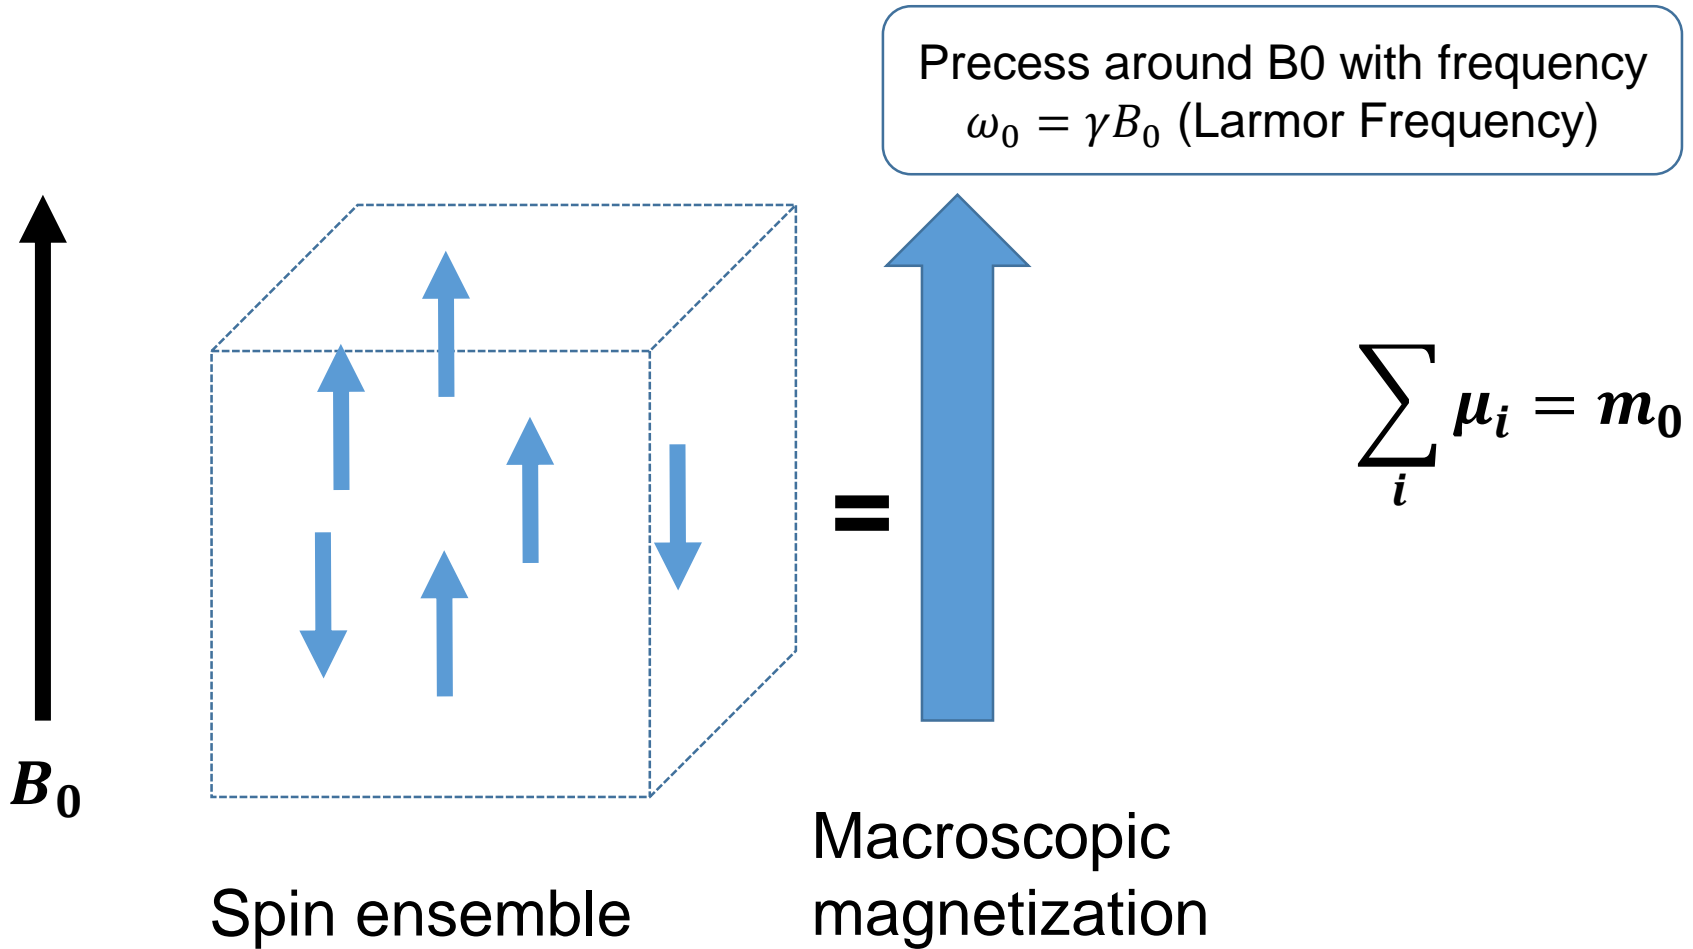 Precess around B0 with frequency
ω₀ = γB₀ (Larmor Frequency)
∑ᵢ μᵢ = m₀
=
B₀
Macroscopic
magnetization
Spin ensemble